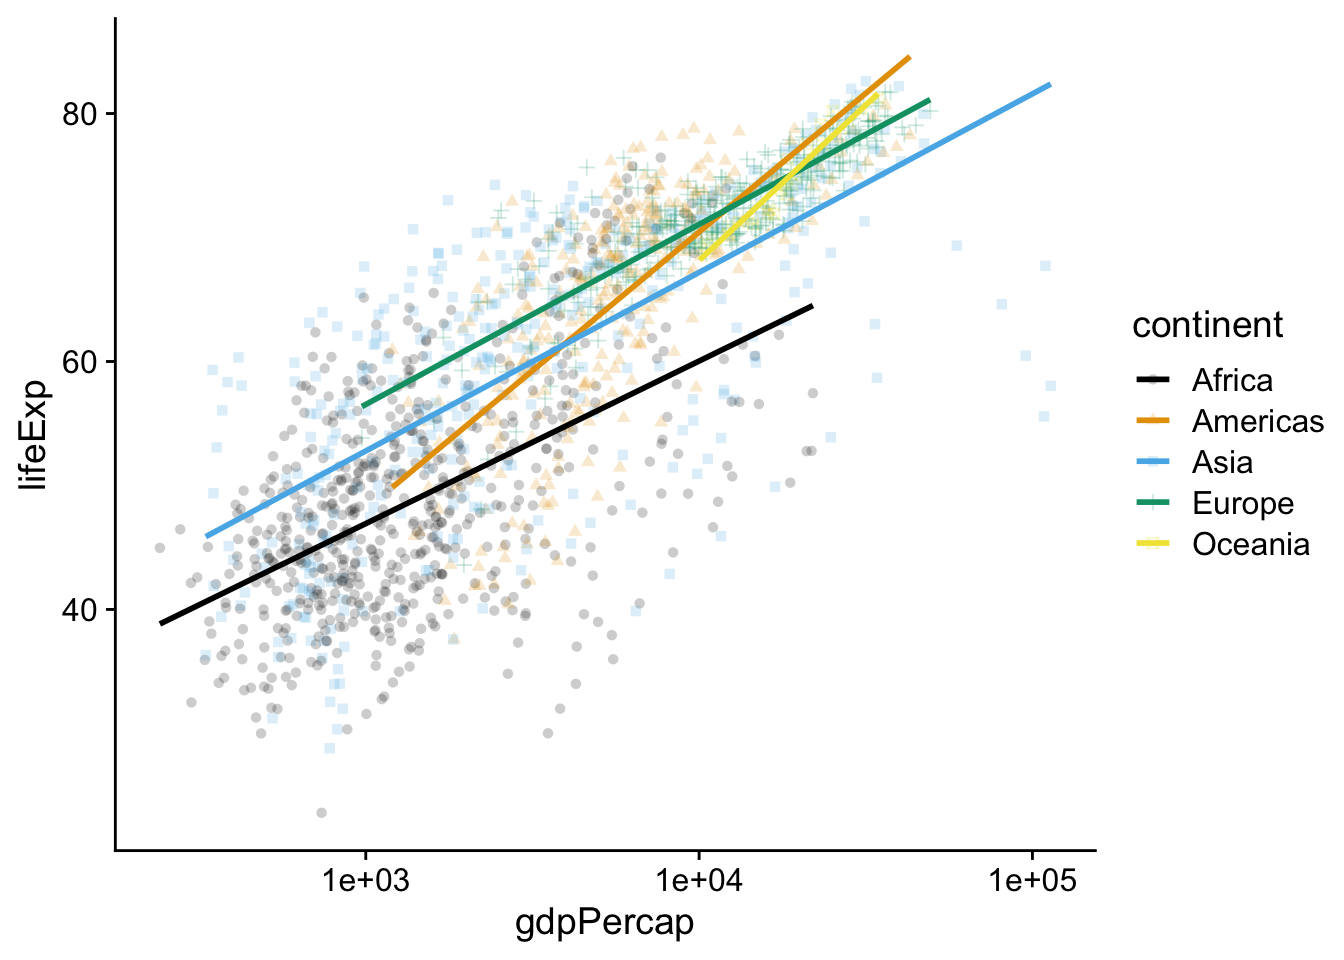 lifeExp
80
60
40
1e+03
1e+04
1e+05
gdpPercap
continent
Africa
Americas
Asia
Europe
Oceania